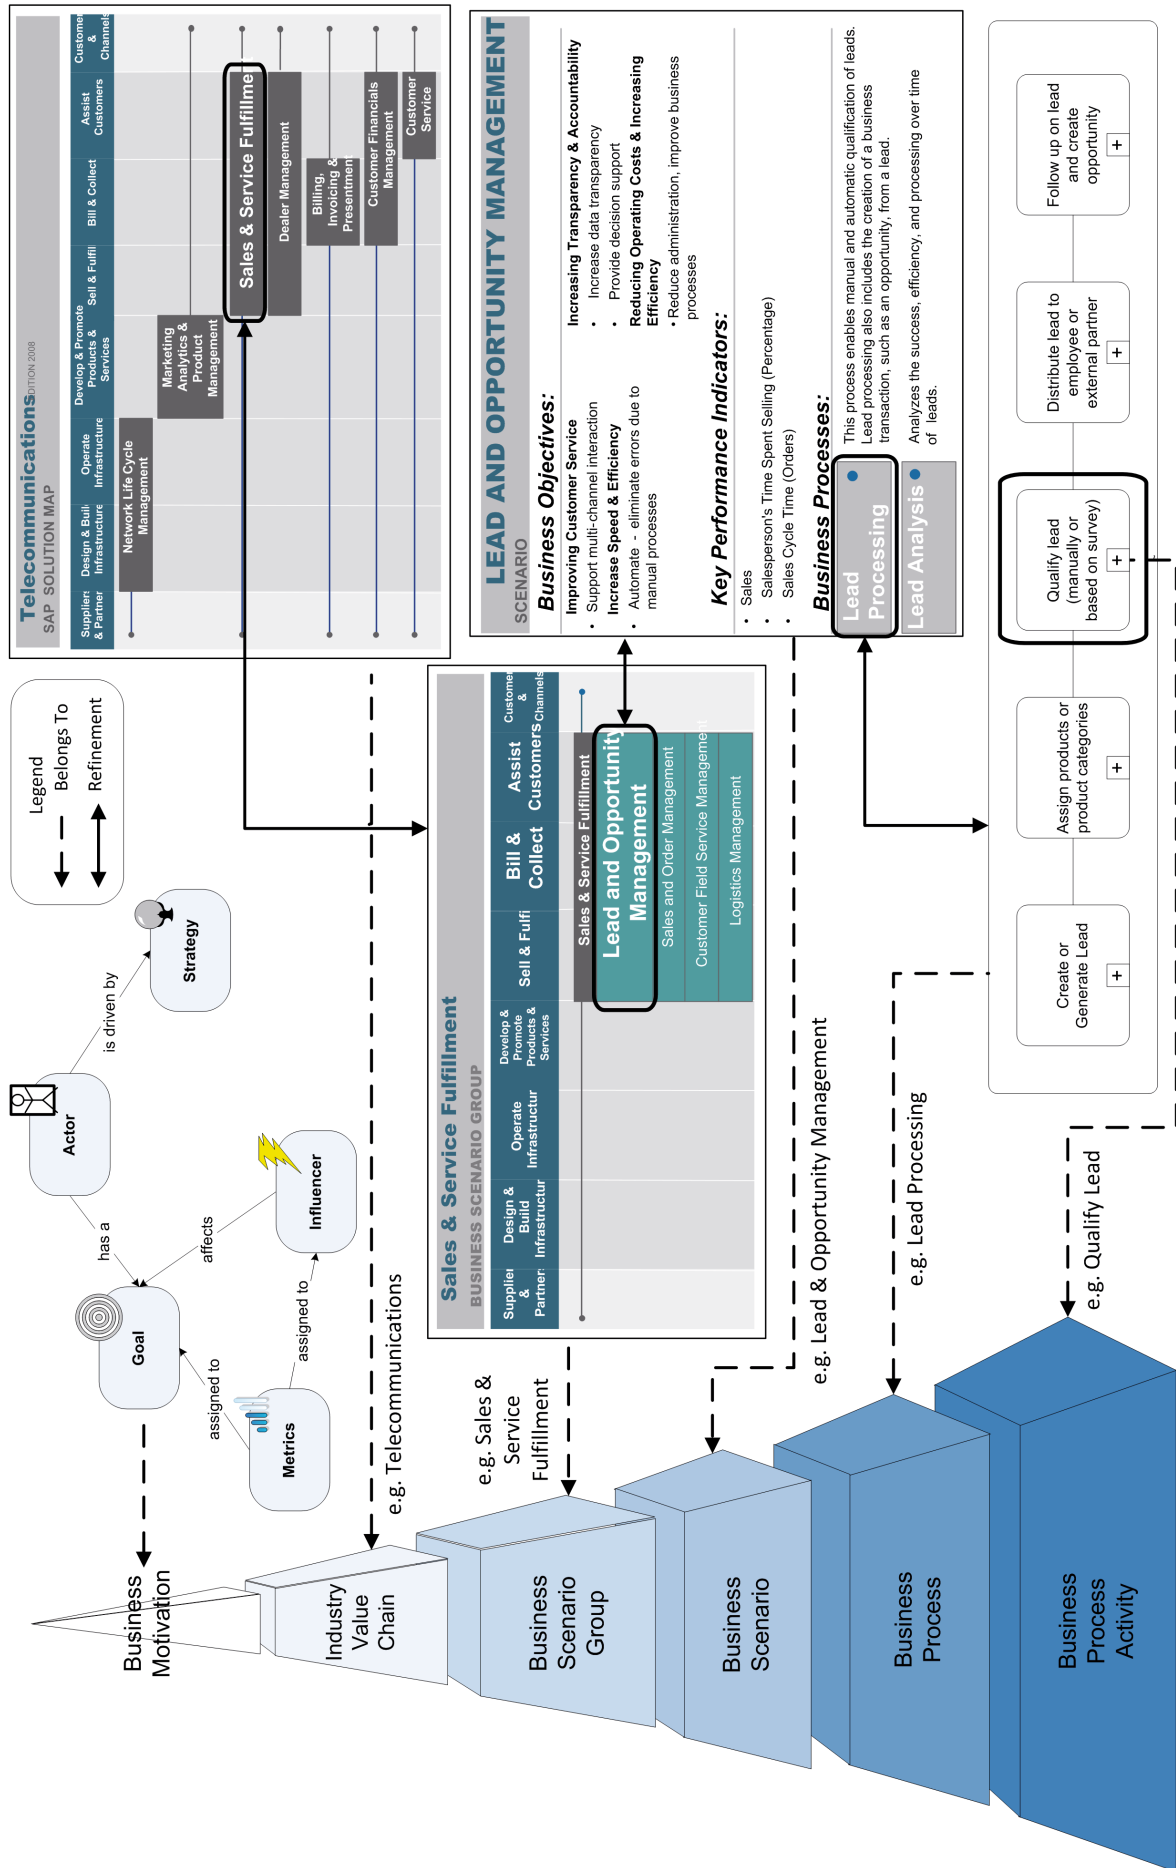 Business
Motivation
Industry
Value
Chain
Business
Scenario
Group
Business
Scenario
Business
Process
Business
Process
Activity
Goal
Actor
Strategy
Metrics
Influencer
has a
is driven by
affects
assigned to
assigned to
Legend
Belongs To
Refinement
e.g. Telecommunications
e.g. Sales &
Service
Fulfillment
e.g. Lead & Opportunity Management
e.g. Lead Processing
e.g. Qualify Lead
Telecommunications
EDITION 2008
SAP SOLUTION MAP
Supplier
& Partner
Design & Buil
Infrastructure
Operate
Infrastructure
Develop & Promote
Products &
Services
Sell & Fulfil
Bill & Collect
Assist
Customers
Customer
&
Channels
Network Life Cycle
Management
Marketing
Analytics &
Product
Management
Sales & Service Fulfillme
Dealer Management
Billing,
Invoicing &
Presentment
Customer Financials
Management
Customer
Service
Sales & Service Fulfillment
BUSINESS SCENARIO GROUP
Supplier
&
Partner
Design &
Build
Infrastructur
Operate
Infrastructur
Develop &
Promote
Products &
Services
Sell & Fulfi
Bill &
Collect
Assist
Customers
Customer
&
Channels
Sales & Service Fulfillment
Lead and Opportunity
Management
Sales and Order Management
Customer Field Service Management
Logistics Management
LEAD AND OPPORTUNITY MANAGEMENT
SCENARIO
Business Objectives:
Improving Customer Service
• Support multi-channel interaction
Increase Speed & Efficiency
• Automate - eliminate errors due to
manual processes
Increasing Transparency & Accountability
• Increase data transparency
• Provide decision support
Reducing Operating Costs & Increasing
Efficiency
• Reduce administration, improve business
processes
Key Performance Indicators:
• Sales
• Salesperson's Time Spent Selling (Percentage)
• Sales Cycle Time (Orders)
Business Processes:
Lead
Processing
This process enables manual and automatic qualification of leads.
Lead processing also includes the creation of a business
transaction, such as an opportunity, from a lead.
Lead Analysis
Analyzes the success, efficiency, and processing over time
of leads.
Create or
Generate Lead
+
Assign products or
product categories
+
Qualify lead
(manually or
based on survey)
+
Distribute lead to
employee or
external partner
+
Follow up on lead
and create
opportunity
+